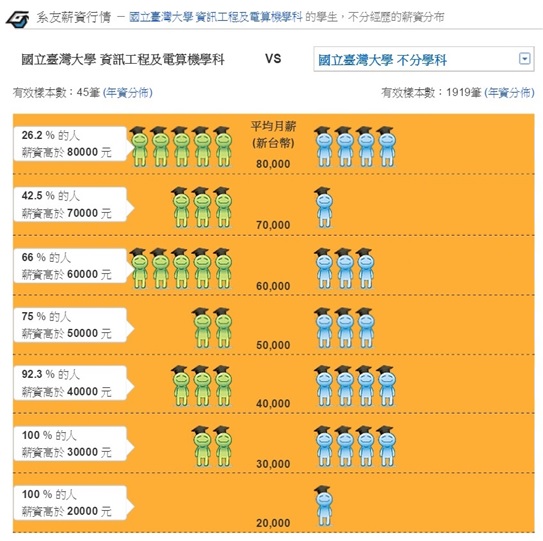 系友薪資行情 － 國立臺灣大學 資訊工程及電算機學科 的學生，不分經歷的薪資分布
國立臺灣大學 資訊工程及電算機學科 VS 國立臺灣大學 不分學科
有效樣本數：45筆 (年資分佈) 有效樣本數：1919筆 (年資分佈)
平均月薪
(新台幣)
26.2 % 的人
薪資高於 80000 元
80,000
42.5 % 的人
薪資高於 70000 元
70,000
66 % 的人
薪資高於 60000 元
60,000
75 % 的人
薪資高於 50000 元
50,000
92.3 % 的人
薪資高於 40000 元
40,000
100 % 的人
薪資高於 30000 元
30,000
100 % 的人
薪資高於 20000 元
20,000